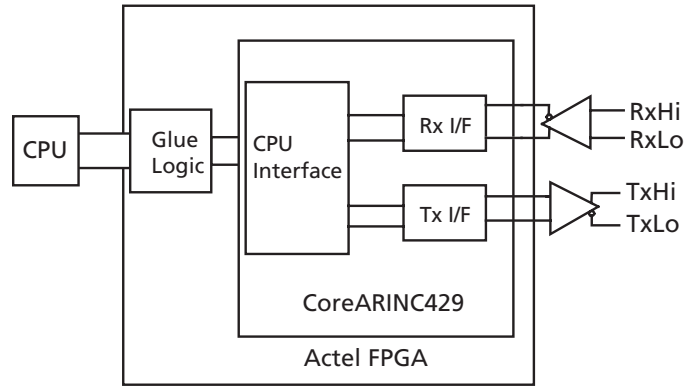 CPU
Glue
Logic
CPU
Interface
Rx I/F
Tx I/F
RxHi
RxLo
TxHi
TxLo
CoreARINC429
Actel FPGA